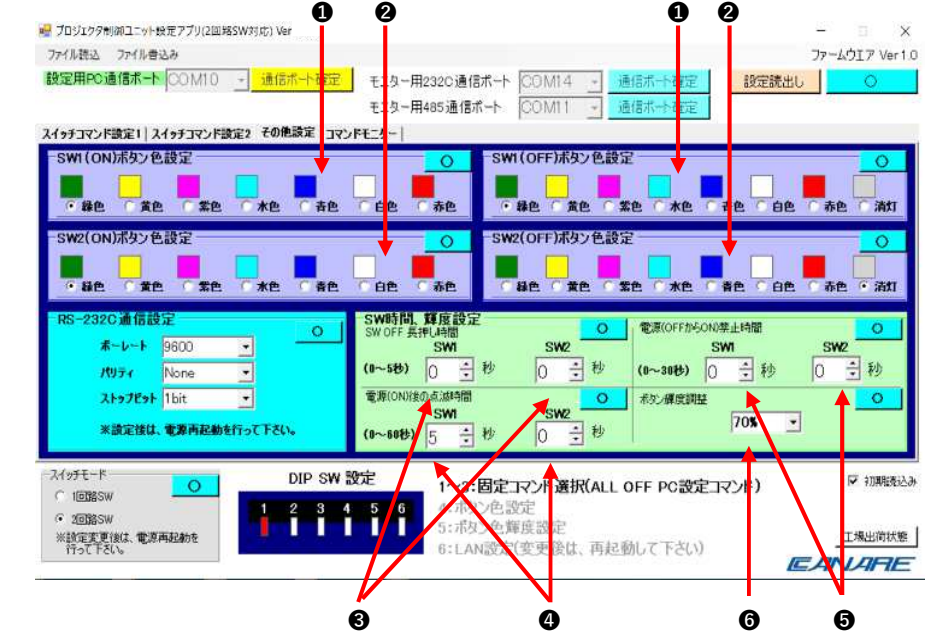 ❶ ❷ ❶ ❷
プロジェクタ制御ユニット設定アプリ(2回路SW対応) Ver
ファイル読込 ファイル書込み ファームウエア Ver 1.0
設定用PC通信ポート COM10 通信ポート確定 モニター用232C通信ポート COM14 通信ポート確定 設定読出し ○
モニター用485通信ポート COM11 通信ポート確定
スイッチコマンド設定1 スイッチコマンド設定2 その他設定 コマンドモニター
SW1(ON)ボタン色設定 ○ SW1(OFF)ボタン色設定 ○
緑色 黄色 紫色 水色 青色 白色 赤色 緑色 黄色 紫色 水色 青色 白色 赤色 消灯
SW2(ON)ボタン色設定 ○ SW2(OFF)ボタン色設定 ○
緑色 黄色 紫色 水色 青色 白色 赤色 緑色 黄色 紫色 水色 青色 白色 赤色 消灯
RS-232C通信設定 ○
ボーレート 9600
パリティ None
ストップビット 1bit
※設定後は、電源再起動を行って下さい。
SW時間、輝度設定
SW OFF 長押し時間 ○ 電源(OFFからON)禁止時間 ○
SW1 SW2 SW1 SW2
(0~5秒) 0 秒 0 秒 (0~30秒) 0 秒 0 秒
電源(ON)後の点滅時間 ○ ボタン輝度調整 ○
SW1 SW2
(0~60秒) 5 秒 0 秒 70%
スイッチモード ○
1回路SW
2回路SW
※設定変更後は、電源再起動を
行って下さい。
DIP SW 設定
1 2 3 4 5 6
1~3:固定コマンド選択(ALL OFF PC設定コマンド)
4:ボタン色設定
5:ボタン色輝度設定
6:LAN設定(変更後は、再起動して下さい)
初期読込み
工場出荷状態
CANARE
❸ ❹ ❻ ❺